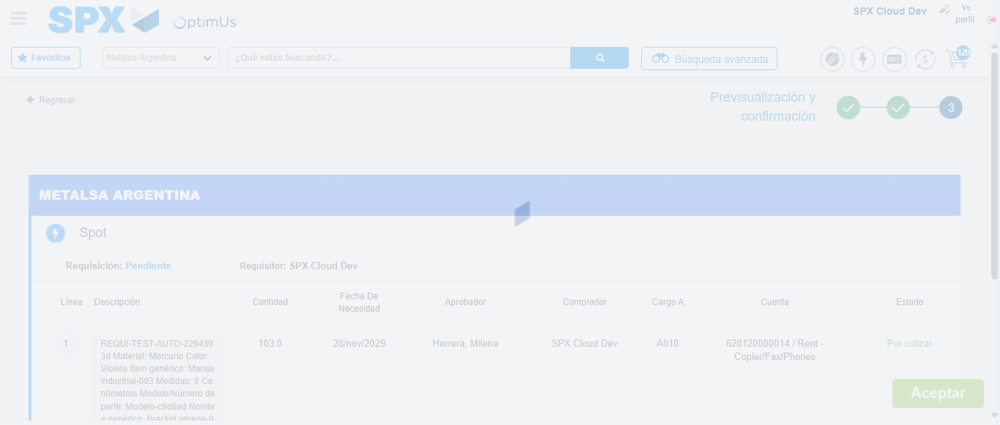 SPX
OptimUs
SPX Cloud Dev
Ve
perfil
Favoritos
Metalsa Argentina
¿Qué estás buscando?...
Búsqueda avanzada
129
Regresar
Previsualización y
confirmación
3
METALSA ARGENTINA
Spot
Requisición: Pendiente
Requisitor: SPX Cloud Dev
Línea
Descripción
Cantidad
Fecha De
Necesidad
Aprobador
Comprador
Cargo A
Cuenta
Estado
1
REQUI-TEST-AUTO-229439
3d Material: Mercurio Color:
Violeta Item genérico: Manija
industrial-003 Medidas: 8 Ce
ntímetros Modelo/Número de
parte: Modelo-c9d8ad Nombr
e genérico: Bracket omega-0
103.0
28/nov/2029
Herrera, Milena
SPX Cloud Dev
A010
620120000014 / Rent -
Copier/Fax/Phones
Por cotizar
Aceptar